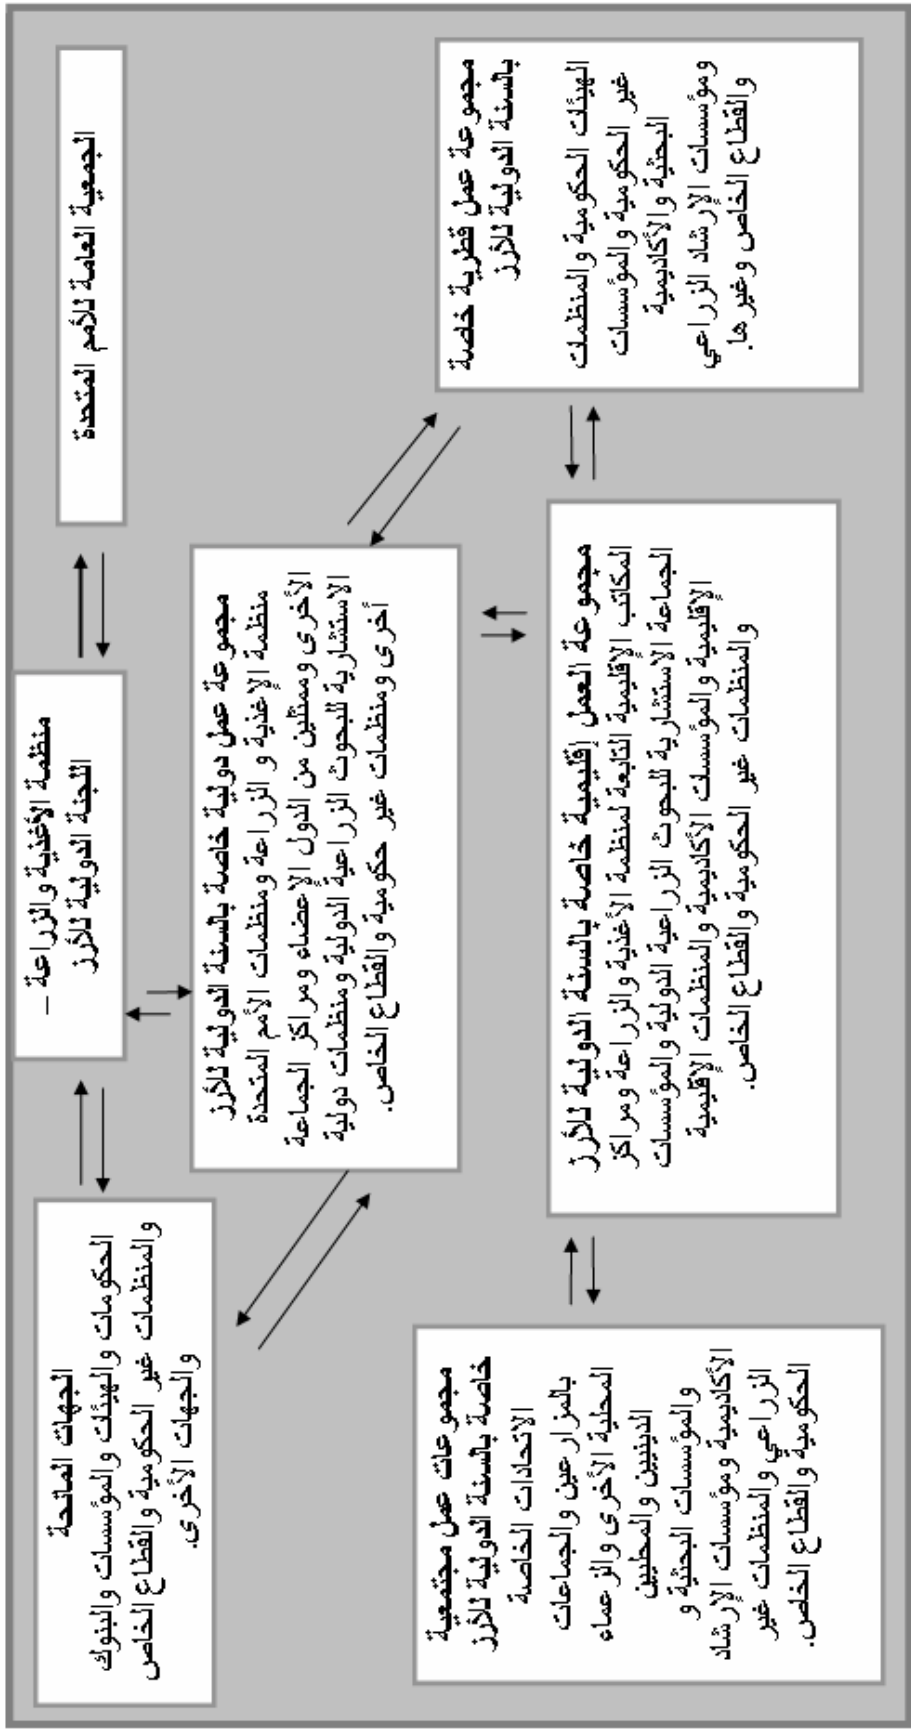 الجمعية العامة للأمم المتحدة
منظمة الأغذية والزراعة –
اللجنة الدولية للأرز
الجهات المانحة
الحكومات والهيئات والمؤسسات والبنوك
والمنظمات غير الحكومية والقطاع الخاص
والجهات الأخرى.
مجموعة عمل دولية خاصة بالسنة الدولية للأرز
منظمة الإغذية و الزراعة ومنظمات الأمم المتحدة
الأخرى وممثلين من الدول الإعضاء ومراكز الجماعة
الاستشارية للبحوث الزراعية الدولية ومنظمات دولية
أخرى ومنظمات غير حكومية والقطاع الخاص.
مجموعة عمل قطرية خاصة
بالسنة الدولية للأرز
الهيئات الحكومية والمنظمات
غير الحكومية والمؤسسات
البحثية والأكاديمية
ومؤسسات الإرشاد الزراعي
والقطاع الخاص وغيرها.
مجموعة العمل إقليمية خاصة بالسنة الدولية للأرز
المكاتب الإقليمية التابعة لمنظمة الأغذية والزراعة ومراكز
الجماعة الاستشارية للبحوث الزراعية الدولية والمؤسسات
الإقليمية والمؤسسات الأكاديمية والمنظمات الإقليمية
والمنظمات غير الحكومية والقطاع الخاص.
مجموعات عمل مجتمعية
خاصة بالسنة الدولية للأرز
الاتحادات الخاصة
بالمزارعين والجماعات
المحلية الأخرى والزعماء
الدينيين والمحليين
والمؤسسات البحثية و
الأكاديمية ومؤسسات الإرشاد
الزراعي والمنظمات غير
الحكومية والقطاع الخاص.